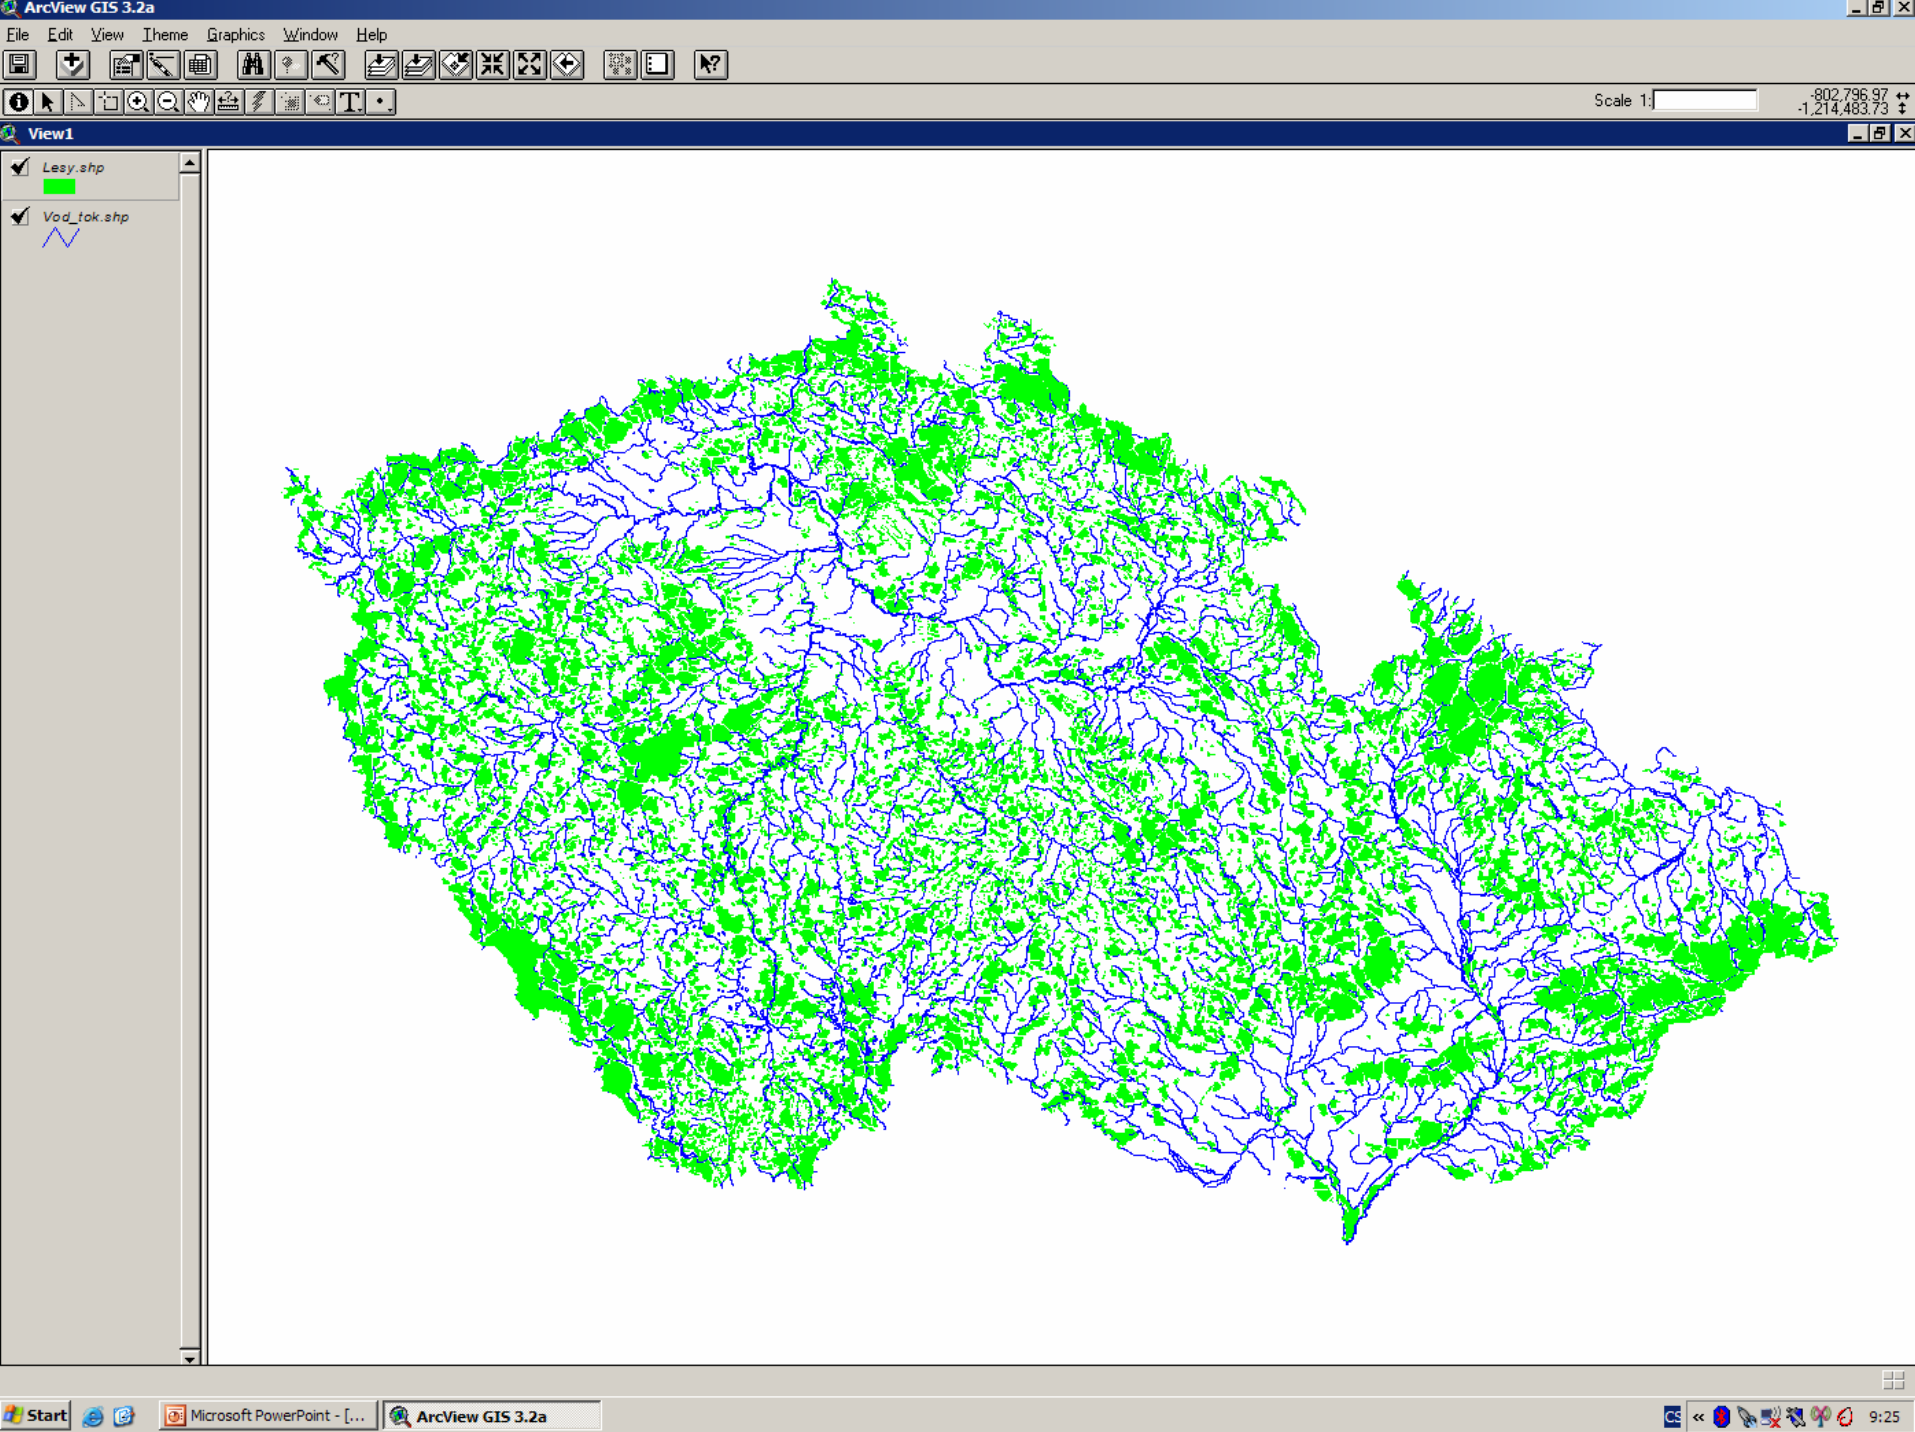 ArcView GIS 3.2a
File Edit View Theme Graphics Window Help
Scale 1:
-802,796.97
-1,214,483.73
View1
Lesy.shp
Vod_tok.shp
Start
Microsoft PowerPoint - [...
ArcView GIS 3.2a
CS
«
9:25